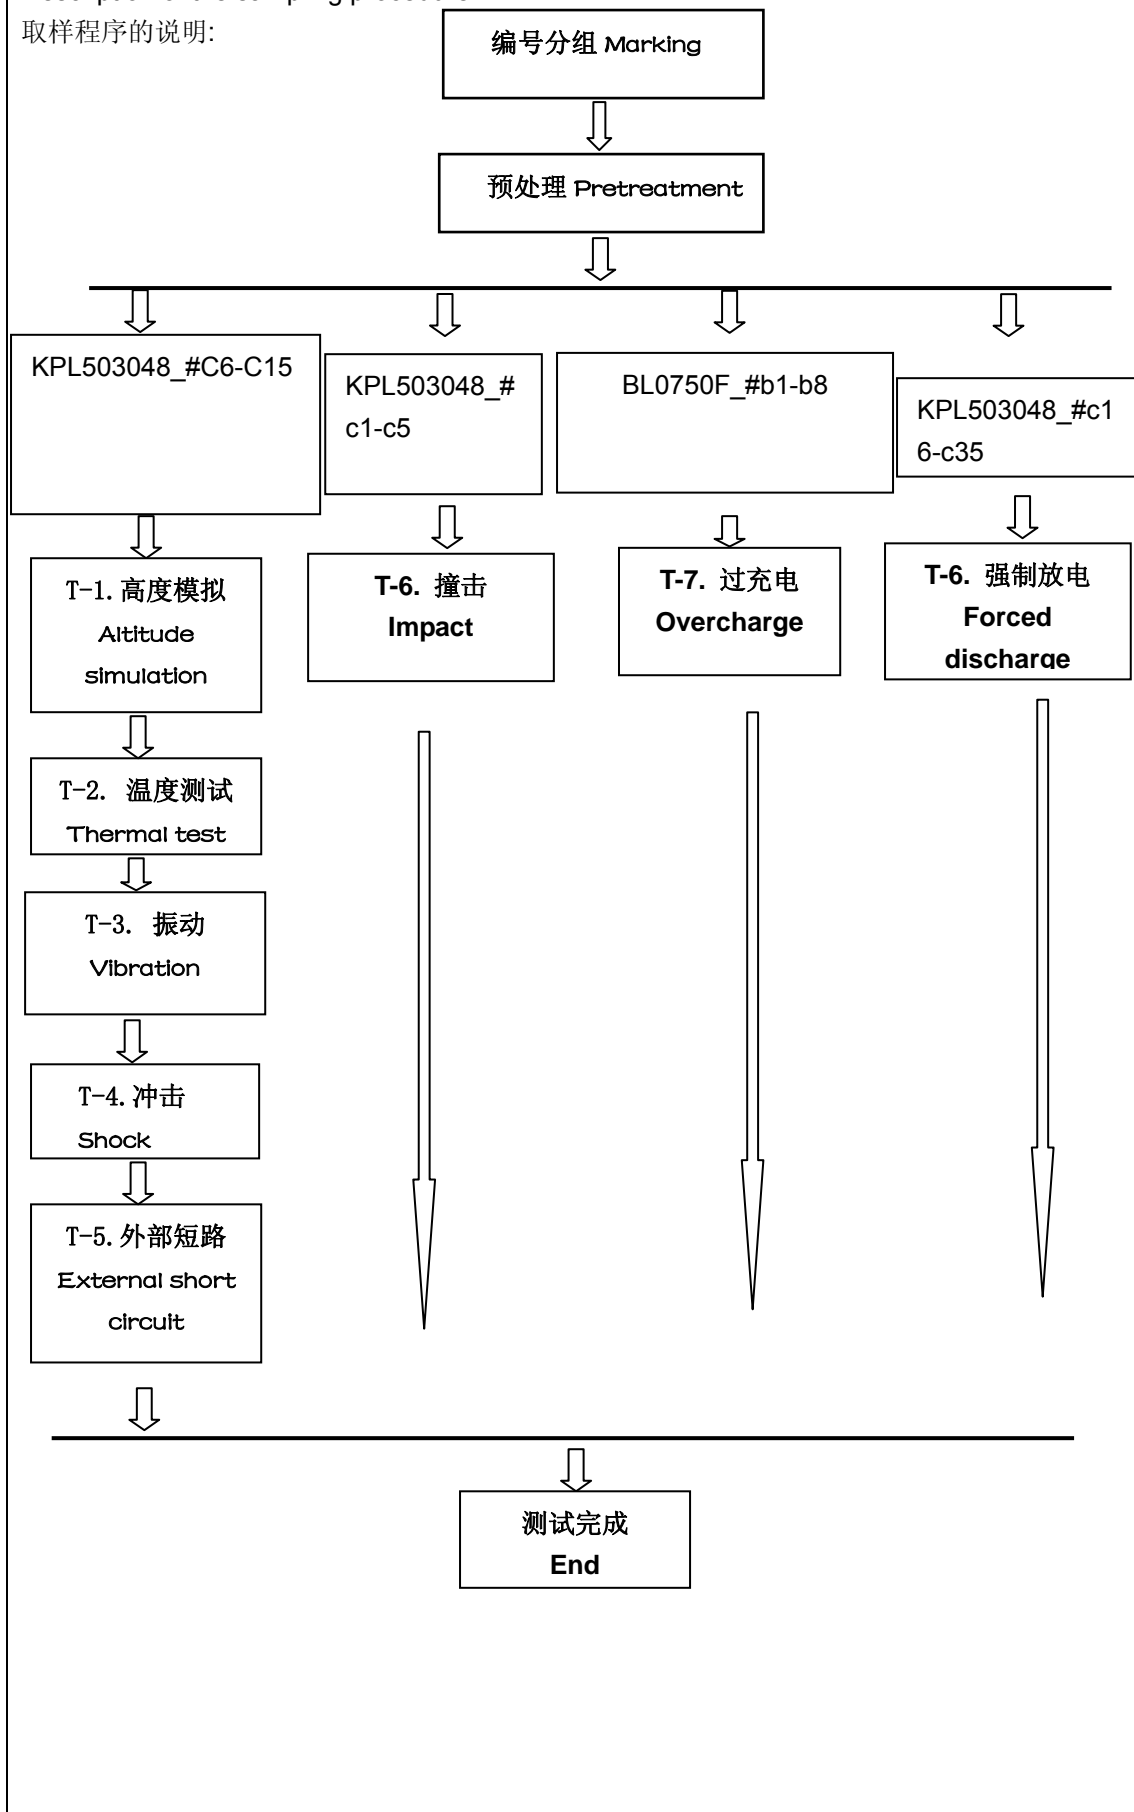 取样程序的说明:
编号分组 Marking
预处理 Pretreatment
KPL503048_#C6-C15
KPL503048_#
c1-c5
BL0750F_#b1-b8
KPL503048_#c1
6-c35
T-1.高度模拟
Altitude
simulation
T-6. 撞击
Impact
T-7. 过充电
Overcharge
T-6. 强制放电
Forced
discharge
T-2. 温度测试
Thermal test
T-3. 振动
Vibration
T-4.冲击
Shock
T-5.外部短路
External short
circuit
测试完成
End